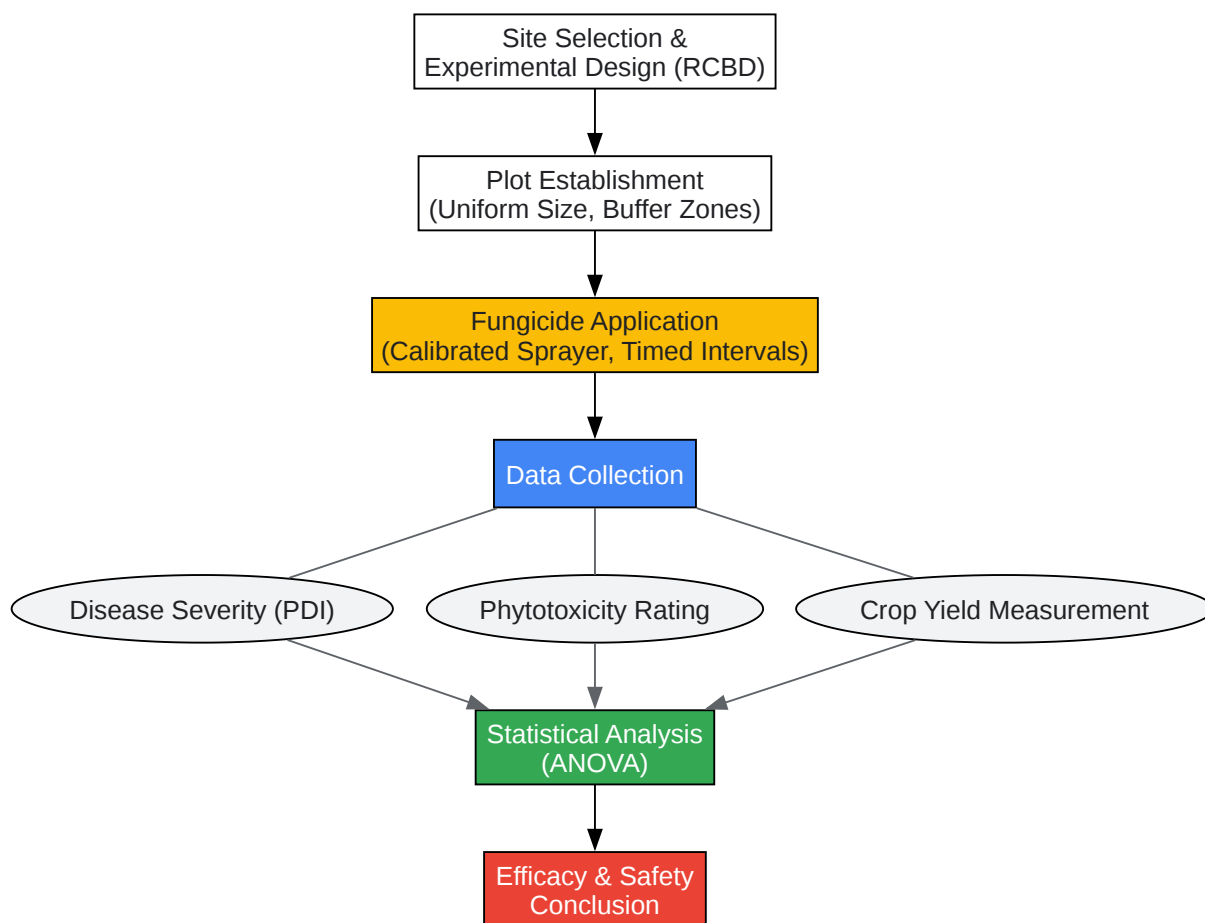 Site Selection &
Experimental Design (RCBD)
Plot Establishment
(Uniform Size, Buffer Zones)
Fungicide Application
(Calibrated Sprayer, Timed Intervals)
Data Collection
Disease Severity (PDI)
Phytotoxicity Rating
Crop Yield Measurement
Statistical Analysis
(ANOVA)
Efficacy & Safety
Conclusion